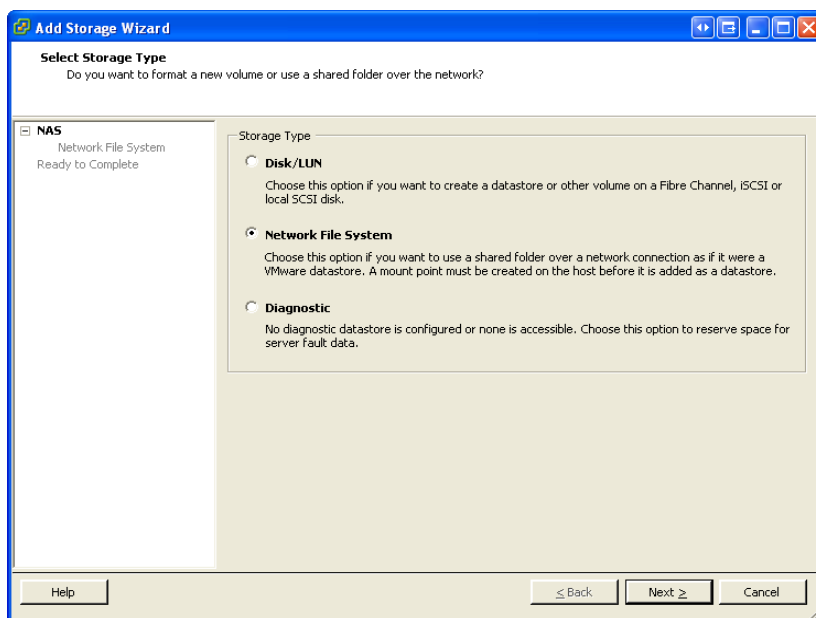 Add Storage Wizard
Select Storage Type
Do you want to format a new volume or use a shared folder over the network?
NAS
Network File System
Ready to Complete
Storage Type
Disk/LUN
Choose this option if you want to create a datastore or other volume on a Fibre Channel, iSCSI or
local SCSI disk.
Network File System
Choose this option if you want to use a shared folder over a network connection as if it were a
VMware datastore. A mount point must be created on the host before it is added as a datastore.
Diagnostic
No diagnostic datastore is configured or none is accessible. Choose this option to reserve space for
server fault data.
Help
< Back
Next >
Cancel